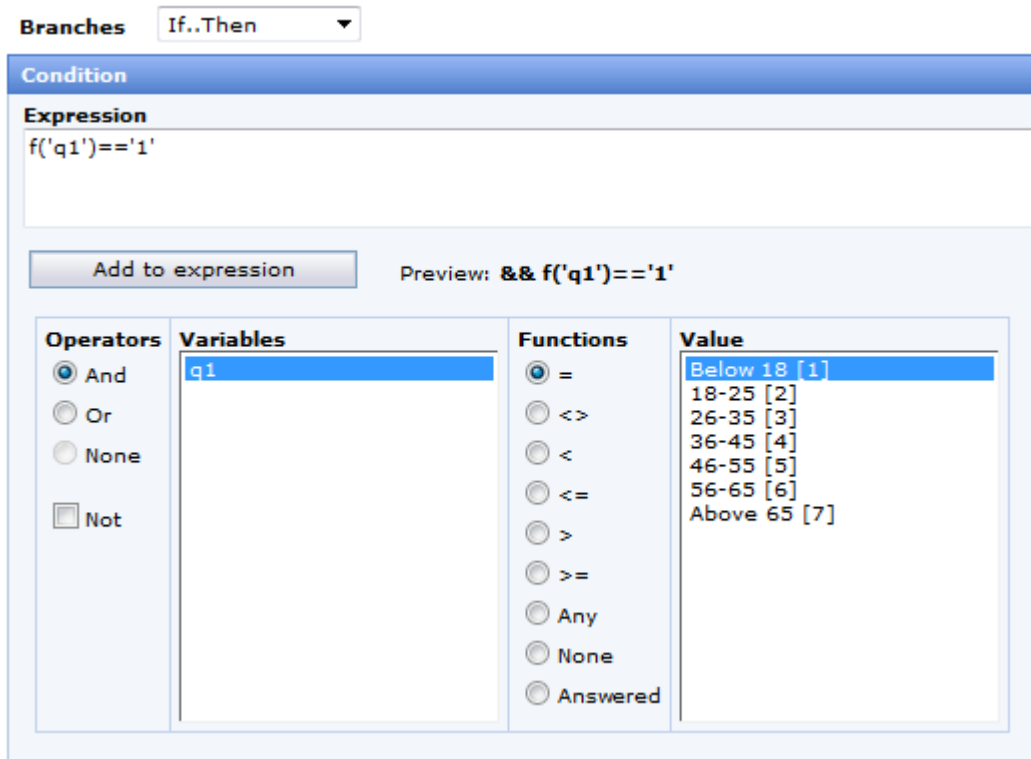 Branches If..Then
Condition
Expression
f('q1')=='1'
Add to expression Preview: && f('q1')=='1'
Operators Variables Functions Value
And q1 = Below 18 [1]
18-25 [2]
Or <> 26-35 [3]
36-45 [4]
None < 46-55 [5]
<= 56-65 [6]
Not Above 65 [7]
>
>=
Any
None
Answered